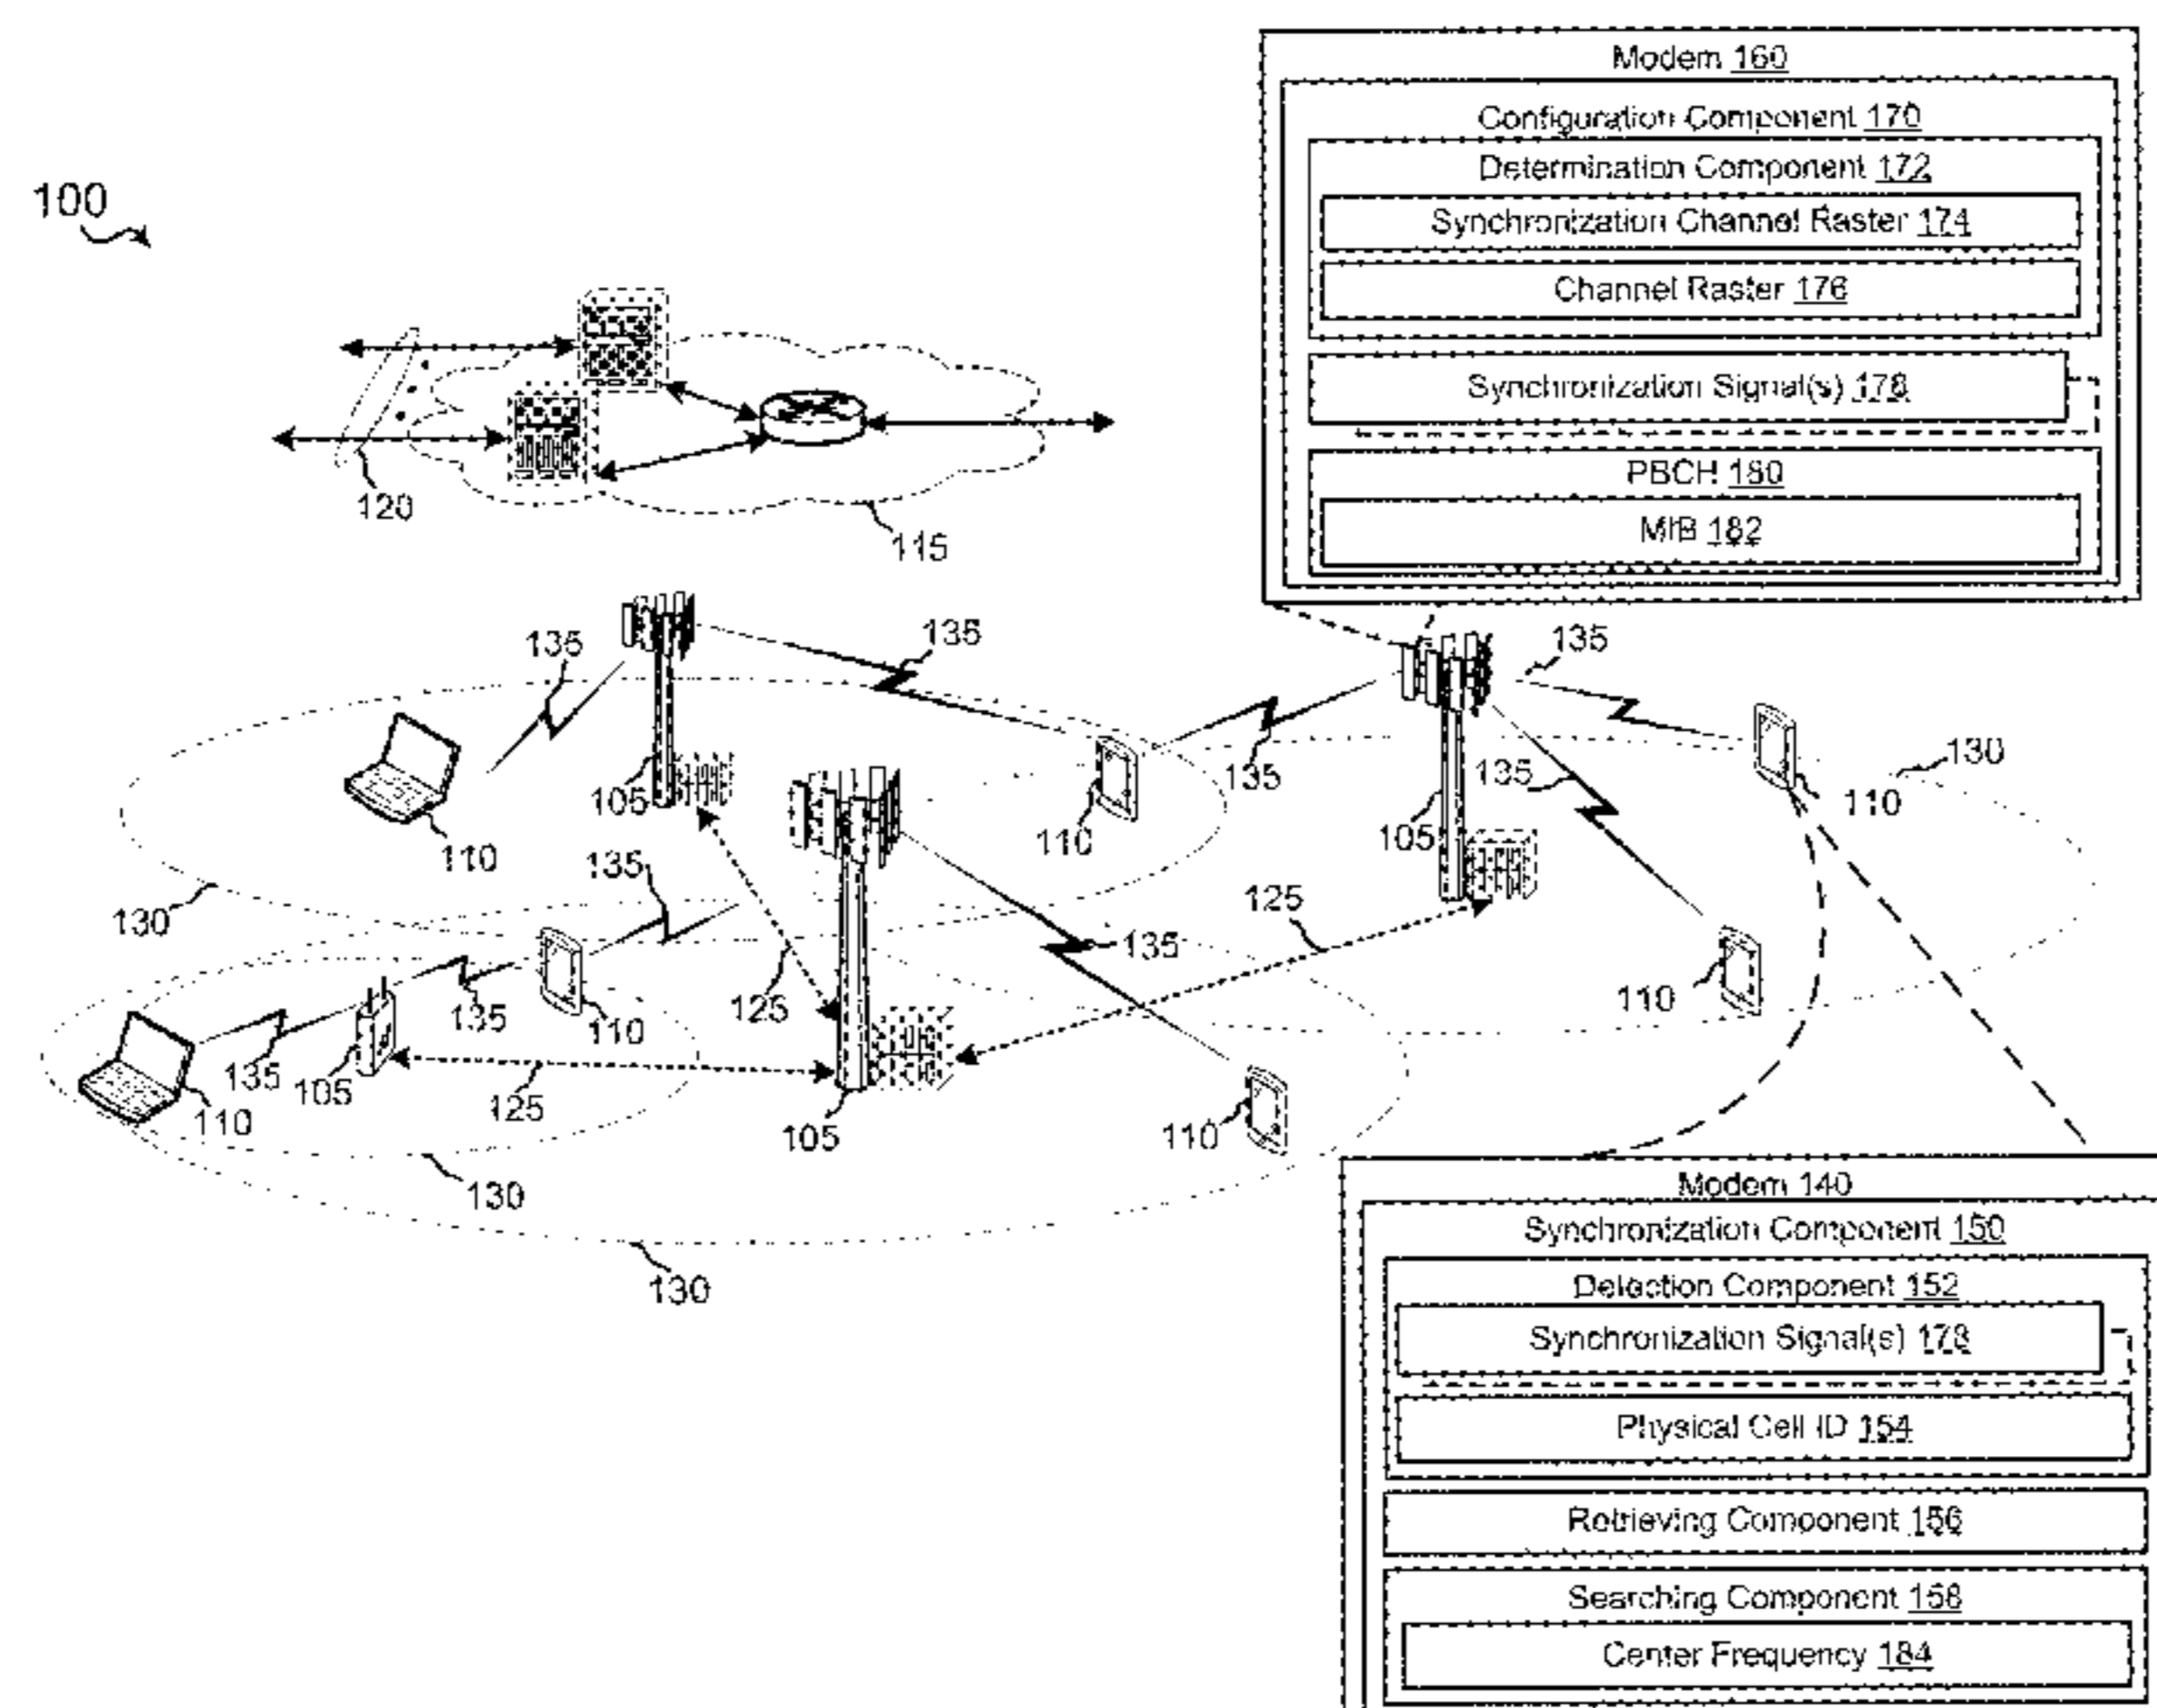 Modem 160
Configuration Component 170
Determination Component 172
Synchronization Channel Raster 174
Channel Raster 176
Synchronization Signal(s) 178
PBCH 180
MIB 182
100
120
115
135
135
135
135
135
105
110
130
110
105
110
130
135
130
125
135
125
135
110
110
135
105
110
125
105
110
130
130
Modem 140
Synchronization Component 150
Detection Component 152
Synchronization Signal(s) 178
Physical Cell ID 154
Retrieving Component 156
Searching Component 158
Center Frequency 184